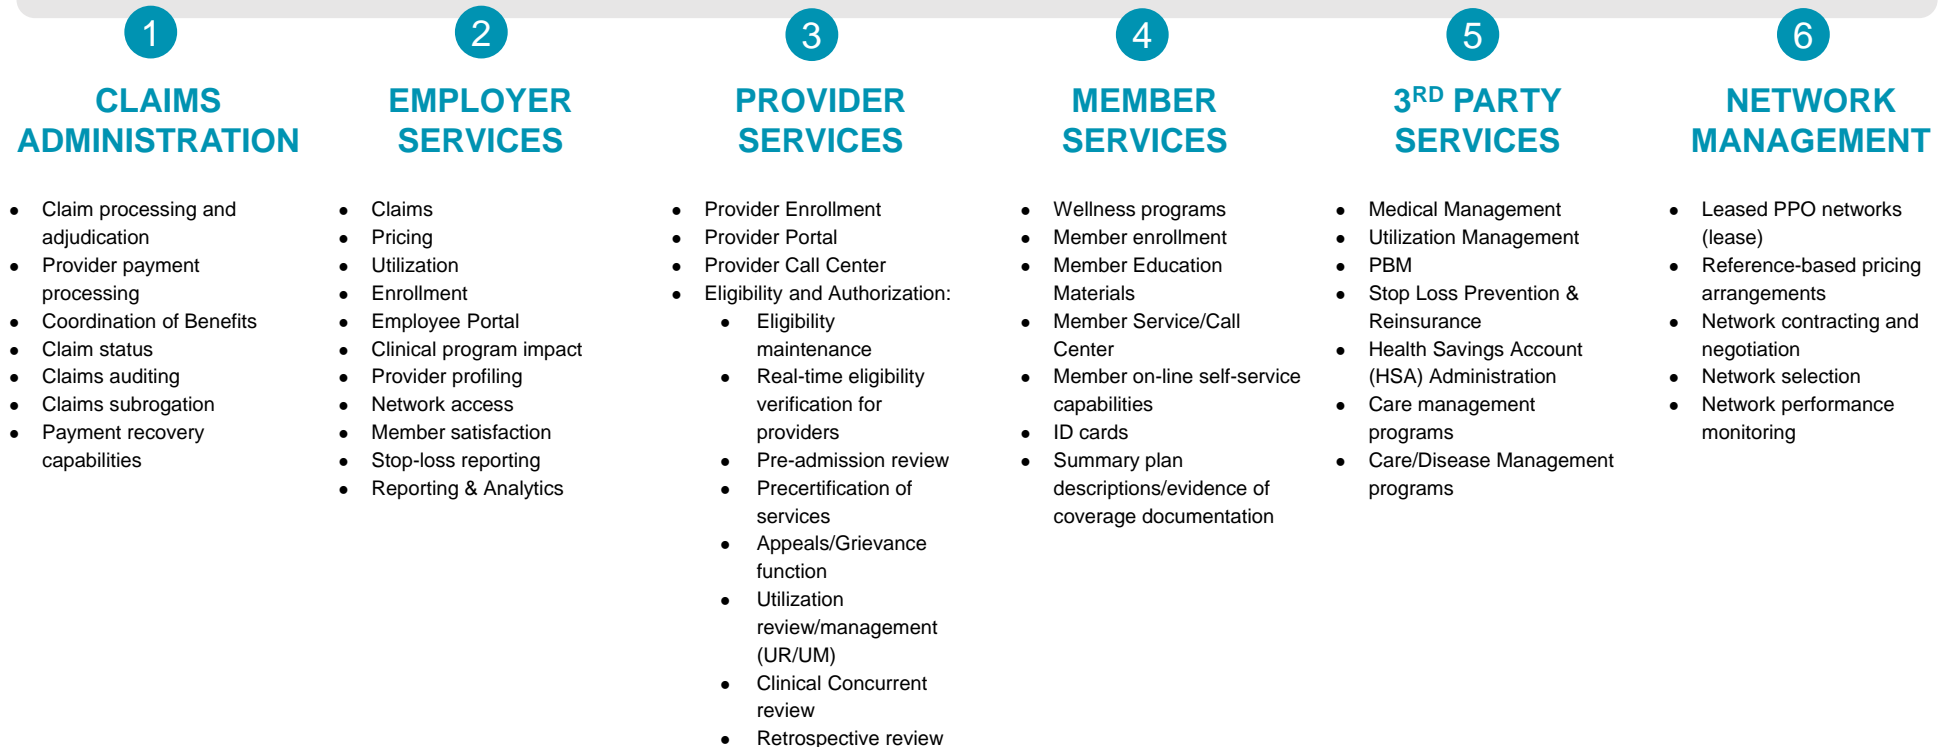 1
CLAIMS
ADMINISTRATION
● Claim processing and
adjudication
● Provider payment
processing
● Coordination of Benefits
● Claim status
● Claims auditing
● Claims subrogation
● Payment recovery
capabilities
2
EMPLOYER
SERVICES
● Claims
● Pricing
● Utilization
● Enrollment
● Employee Portal
● Clinical program impact
● Provider profiling
● Network access
● Member satisfaction
● Stop-loss reporting
● Reporting & Analytics
3
PROVIDER
SERVICES
● Provider Enrollment
● Provider Portal
● Provider Call Center
● Eligibility and Authorization:
● Eligibility
maintenance
● Real-time eligibility
verification for
providers
● Pre-admission review
● Precertification of
services
● Appeals/Grievance
function
● Utilization
review/management
(UR/UM)
● Clinical Concurrent
review
● Retrospective review
4
MEMBER
SERVICES
● Wellness programs
● Member enrollment
● Member Education
Materials
● Member Service/Call
Center
● Member on-line self-service
capabilities
● ID cards
● Summary plan
descriptions/evidence of
coverage documentation
5
3RD PARTY
SERVICES
● Medical Management
● Utilization Management
● PBM
● Stop Loss Prevention &
Reinsurance
● Health Savings Account
(HSA) Administration
● Care management
programs
● Care/Disease Management
programs
6
NETWORK
MANAGEMENT
● Leased PPO networks
(lease)
● Reference-based pricing
arrangements
● Network contracting and
negotiation
● Network selection
● Network performance
monitoring